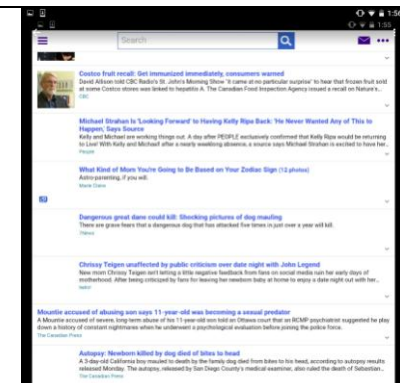 1:56
1:55
Search
Costco fruit recall: Get immunized immediately, consumers warned
David Allison told CBC Radio's St. John's Morning Show "it came at no particular surprise" to hear that frozen fruit sold
at some Costco stores was linked to hepatitis A. The Canadian Food Inspection Agency issued a recall on Nature's...
CBC
Michael Strahan Is 'Looking Forward' to Having Kelly Ripa Back: 'He Never Wanted Any of This to
Happen,' Says Source
Kelly and Michael are working things out. A day after PEOPLE exclusively confirmed that Kelly Ripa would be returning
to Live! With Kelly and Michael after a nearly weeklong absence, a source says Michael Strahan is excited to have her...
People
What Kind of Mom You're Going to Be Based on Your Zodiac Sign (12 photos)
Astro-parenting, if you will.
Marie Claire
Dangerous great dane could kill: Shocking pictures of dog mauling
There are grave fears that a dangerous dog that has attacked five times in just over a year will kill.
7News
Chrissy Teigen unaffected by public criticism over date night with John Legend
New mom Chrissy Teigen isn't letting a little negative feedback from fans on social media ruin her early days of
motherhood. After being criticized by fans for leaving her newborn baby at home to enjoy a date night out with her...
Mountie accused of abusing son says 11-year-old was becoming a sexual predator
A Mountie accused of severe, long-term abuse of his 11-year-old son told an Ottawa court that an RCMP psychiatrist suggested he play
down a history of constant nightmares when he underwent a psychological evaluation before joining the police force.
The Canadian Press
Autopsy: Newborn killed by dog died of bites to head
A 3-day-old California boy mauled to death by the family dog died from bites to his head, according to autopsy results
released Monday. The autopsy, released by San Diego County's medical examiner, also ruled the death of Sebastian...
The Canadian Press